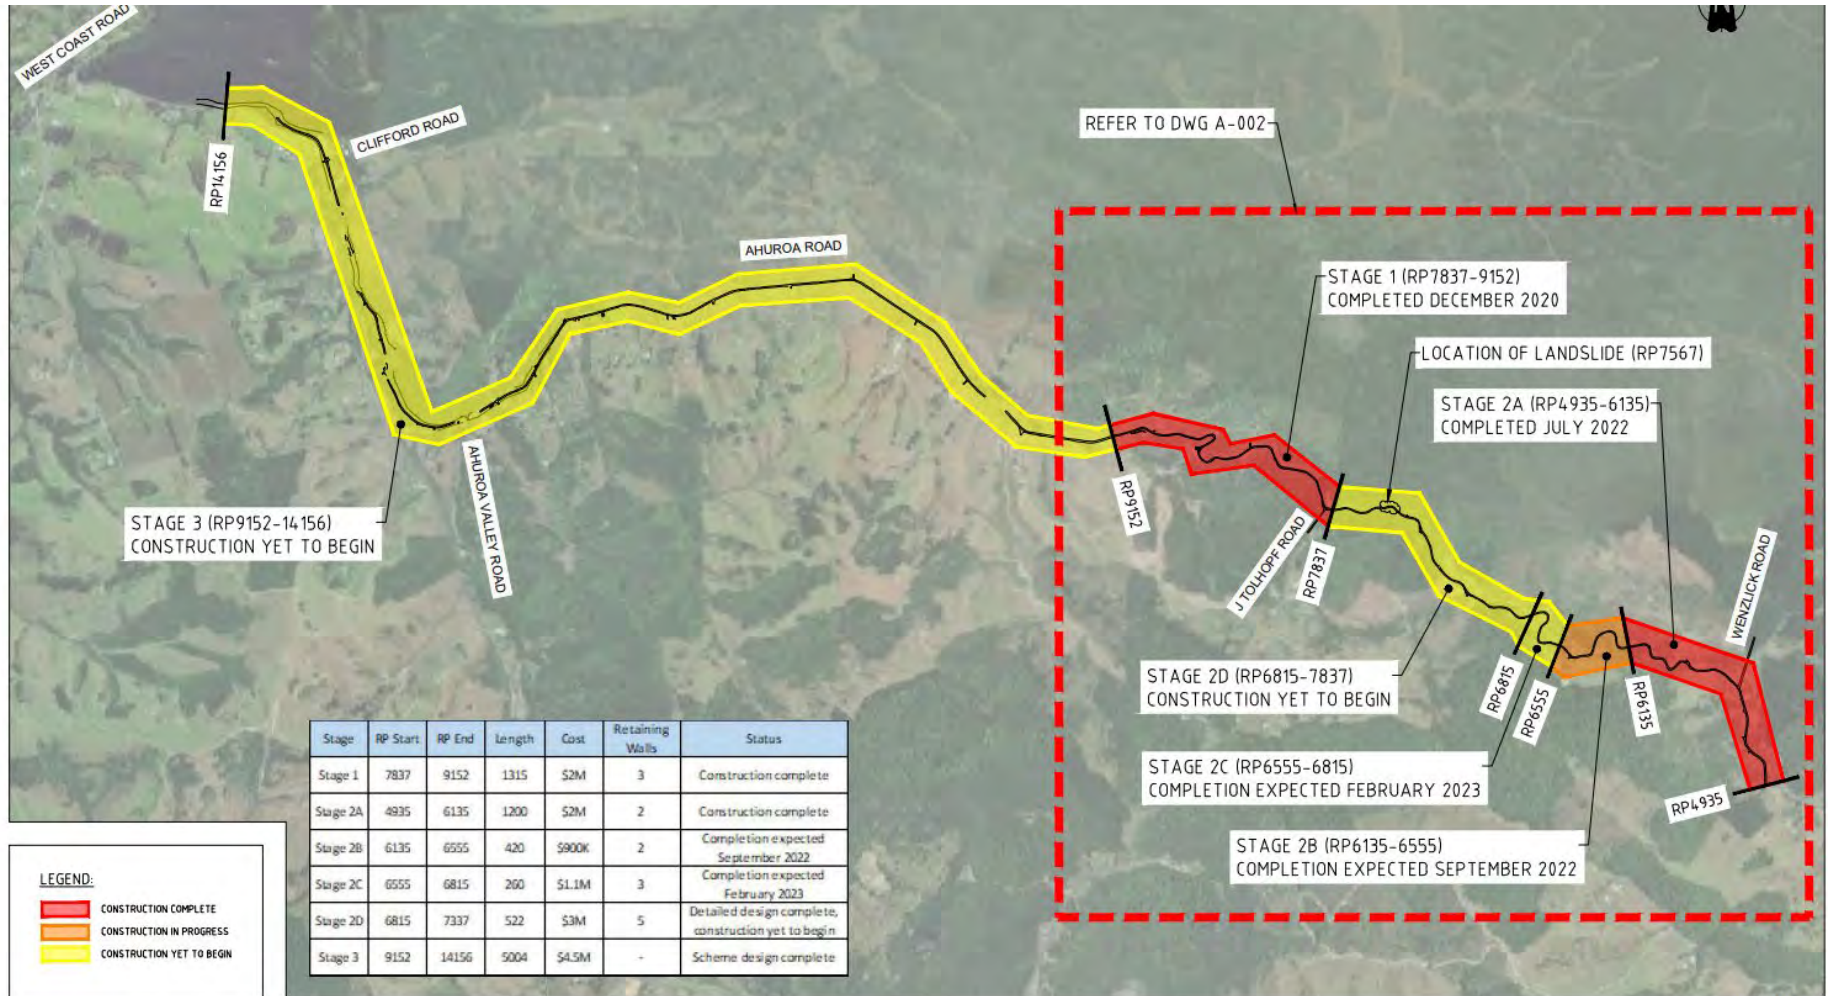 WEST COAST ROAD
N
RP14156
CLIFFORD ROAD
REFER TO DWG A-002
AHUROA ROAD
STAGE 1 (RP7837-9152)
COMPLETED DECEMBER 2020
LOCATION OF LANDSLIDE (RP7567)
STAGE 2A (RP4935-6135)
COMPLETED JULY 2022
RP9152
STAGE 3 (RP9152-14156)
CONSTRUCTION YET TO BEGIN
AHUROA VALLEY ROAD
J TOLHOPF ROAD
RP7837
WENZLICK ROAD
STAGE 2D (RP6815-7837)
CONSTRUCTION YET TO BEGIN
RP6815
RP6555
RP6135
STAGE 2C (RP6555-6815)
COMPLETION EXPECTED FEBRUARY 2023
RP4935
STAGE 2B (RP6135-6555)
COMPLETION EXPECTED SEPTEMBER 2022
Stage RP Start RP End Length Cost Retaining Walls Status
Stage 1 7837 9152 1315 $2M 3 Construction complete
Stage 2A 4935 6135 1200 $2M 2 Construction complete
Stage 2B 6135 6555 420 $900K 2 Completion expected September 2022
Stage 2C 6555 6815 260 $1.1M 3 Completion expected February 2023
Stage 2D 6815 7337 522 $3M 5 Detailed design complete, construction yet to begin
Stage 3 9152 14156 5004 $4.5M - Scheme design complete
LEGEND:
CONSTRUCTION COMPLETE
CONSTRUCTION IN PROGRESS
CONSTRUCTION YET TO BEGIN